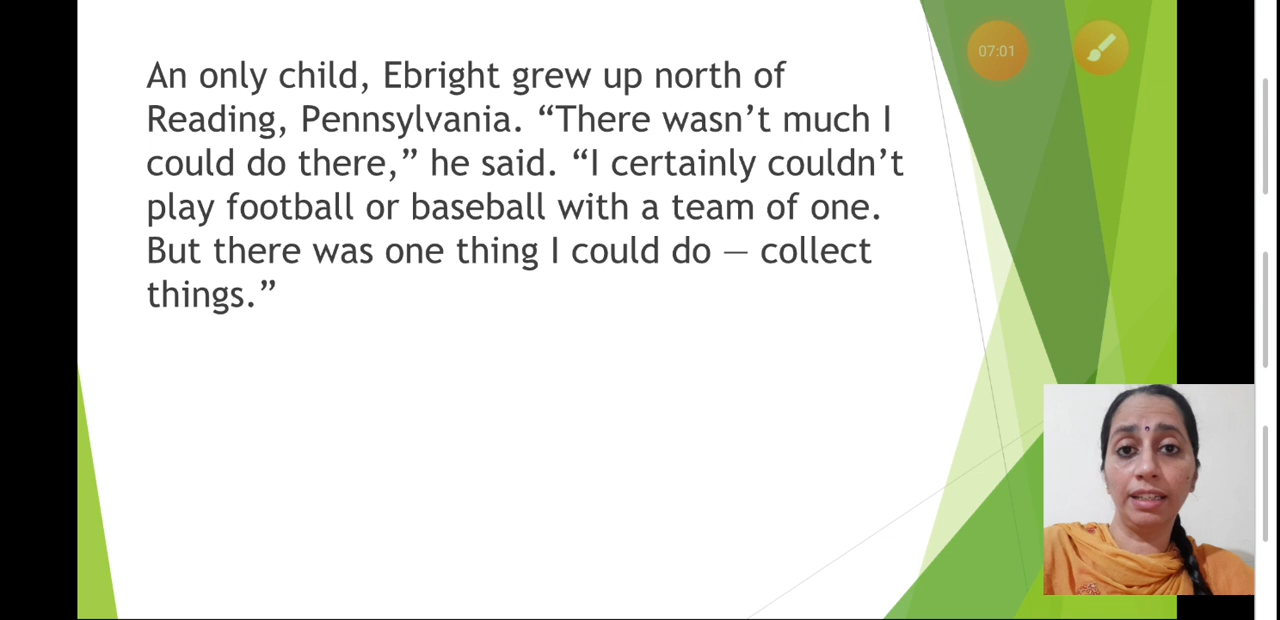 An only child, Ebright grew up north of
Reading, Pennsylvania. “There wasn’t much I
could do there,” he said. “I certainly couldn’t
play football or baseball with a team of one.
But there was one thing I could do — collect
things.”
07:01